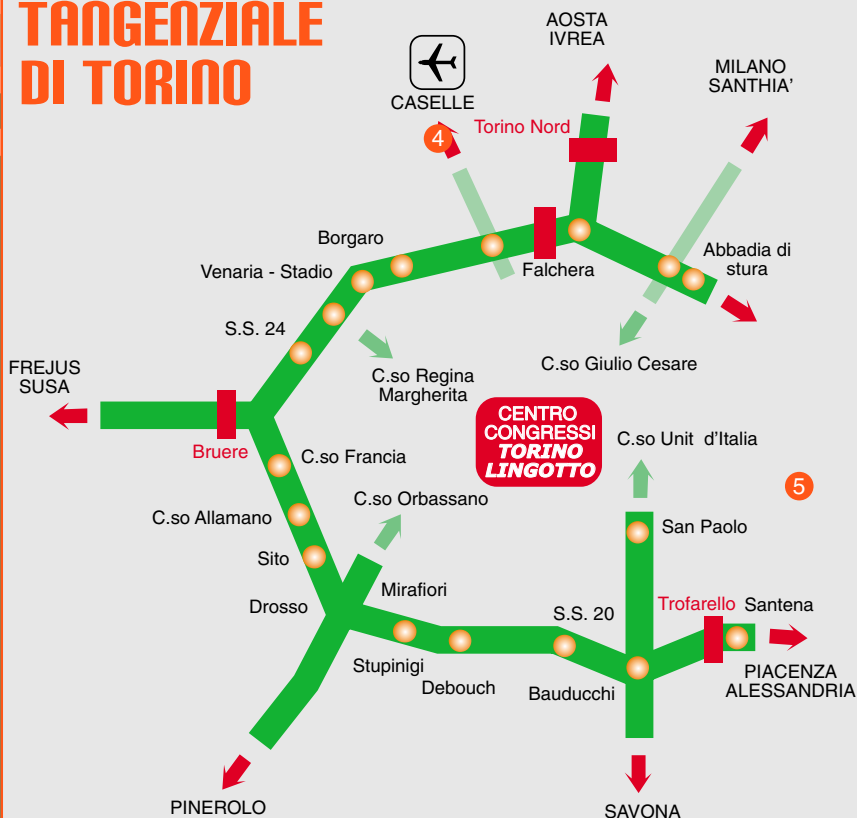 TANGENZIALE
DI TORINO
AOSTA
IVREA
MILANO
SANTHIA'
CASELLE
4
Torino Nord
Borgaro
Venaria - Stadio
Falchera
Abbadia di
stura
S.S. 24
C.so Giulio Cesare
FREJUS
SUSA
C.so Regina
Margherita
CENTRO
CONGRESSI
TORINO
LINGOTTO
C.so Unit d'Italia
Bruere
C.so Francia
5
C.so Orbassano
C.so Allamano
San Paolo
Sito
Mirafiori
Drosso
S.S. 20
Trofarello
Santena
Stupinigi
Debouch
Bauducchi
PIACENZA
ALESSANDRIA
PINEROLO
SAVONA